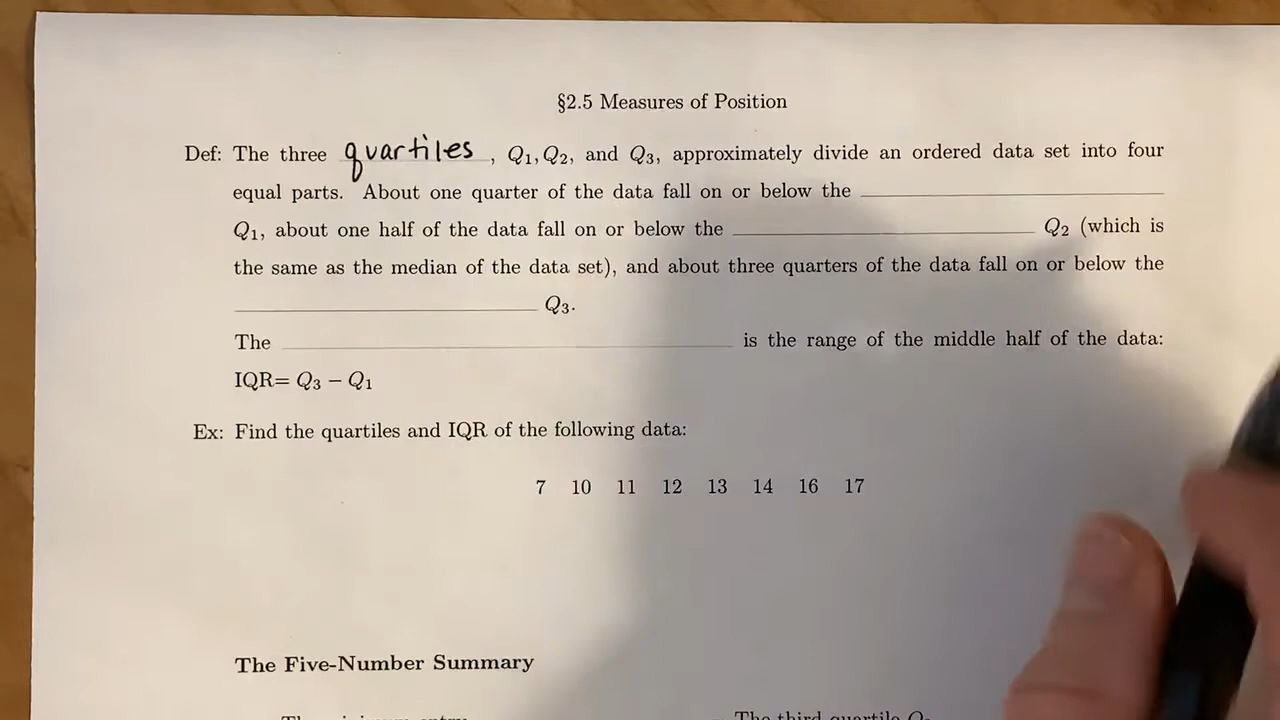 §2.5 Measures of Position
Def: The three quartiles, Q1, Q2, and Q3, approximately divide an ordered data set into four
equal parts. About one quarter of the data fall on or below the
Q1, about one half of the data fall on or below the Q2 (which is
the same as the median of the data set), and about three quarters of the data fall on or below the
Q3.
The is the range of the middle half of the data:
IQR= Q3 − Q1
Ex: Find the quartiles and IQR of the following data:
7 10 11 12 13 14 16 17
The Five-Number Summary
The third quartile Q